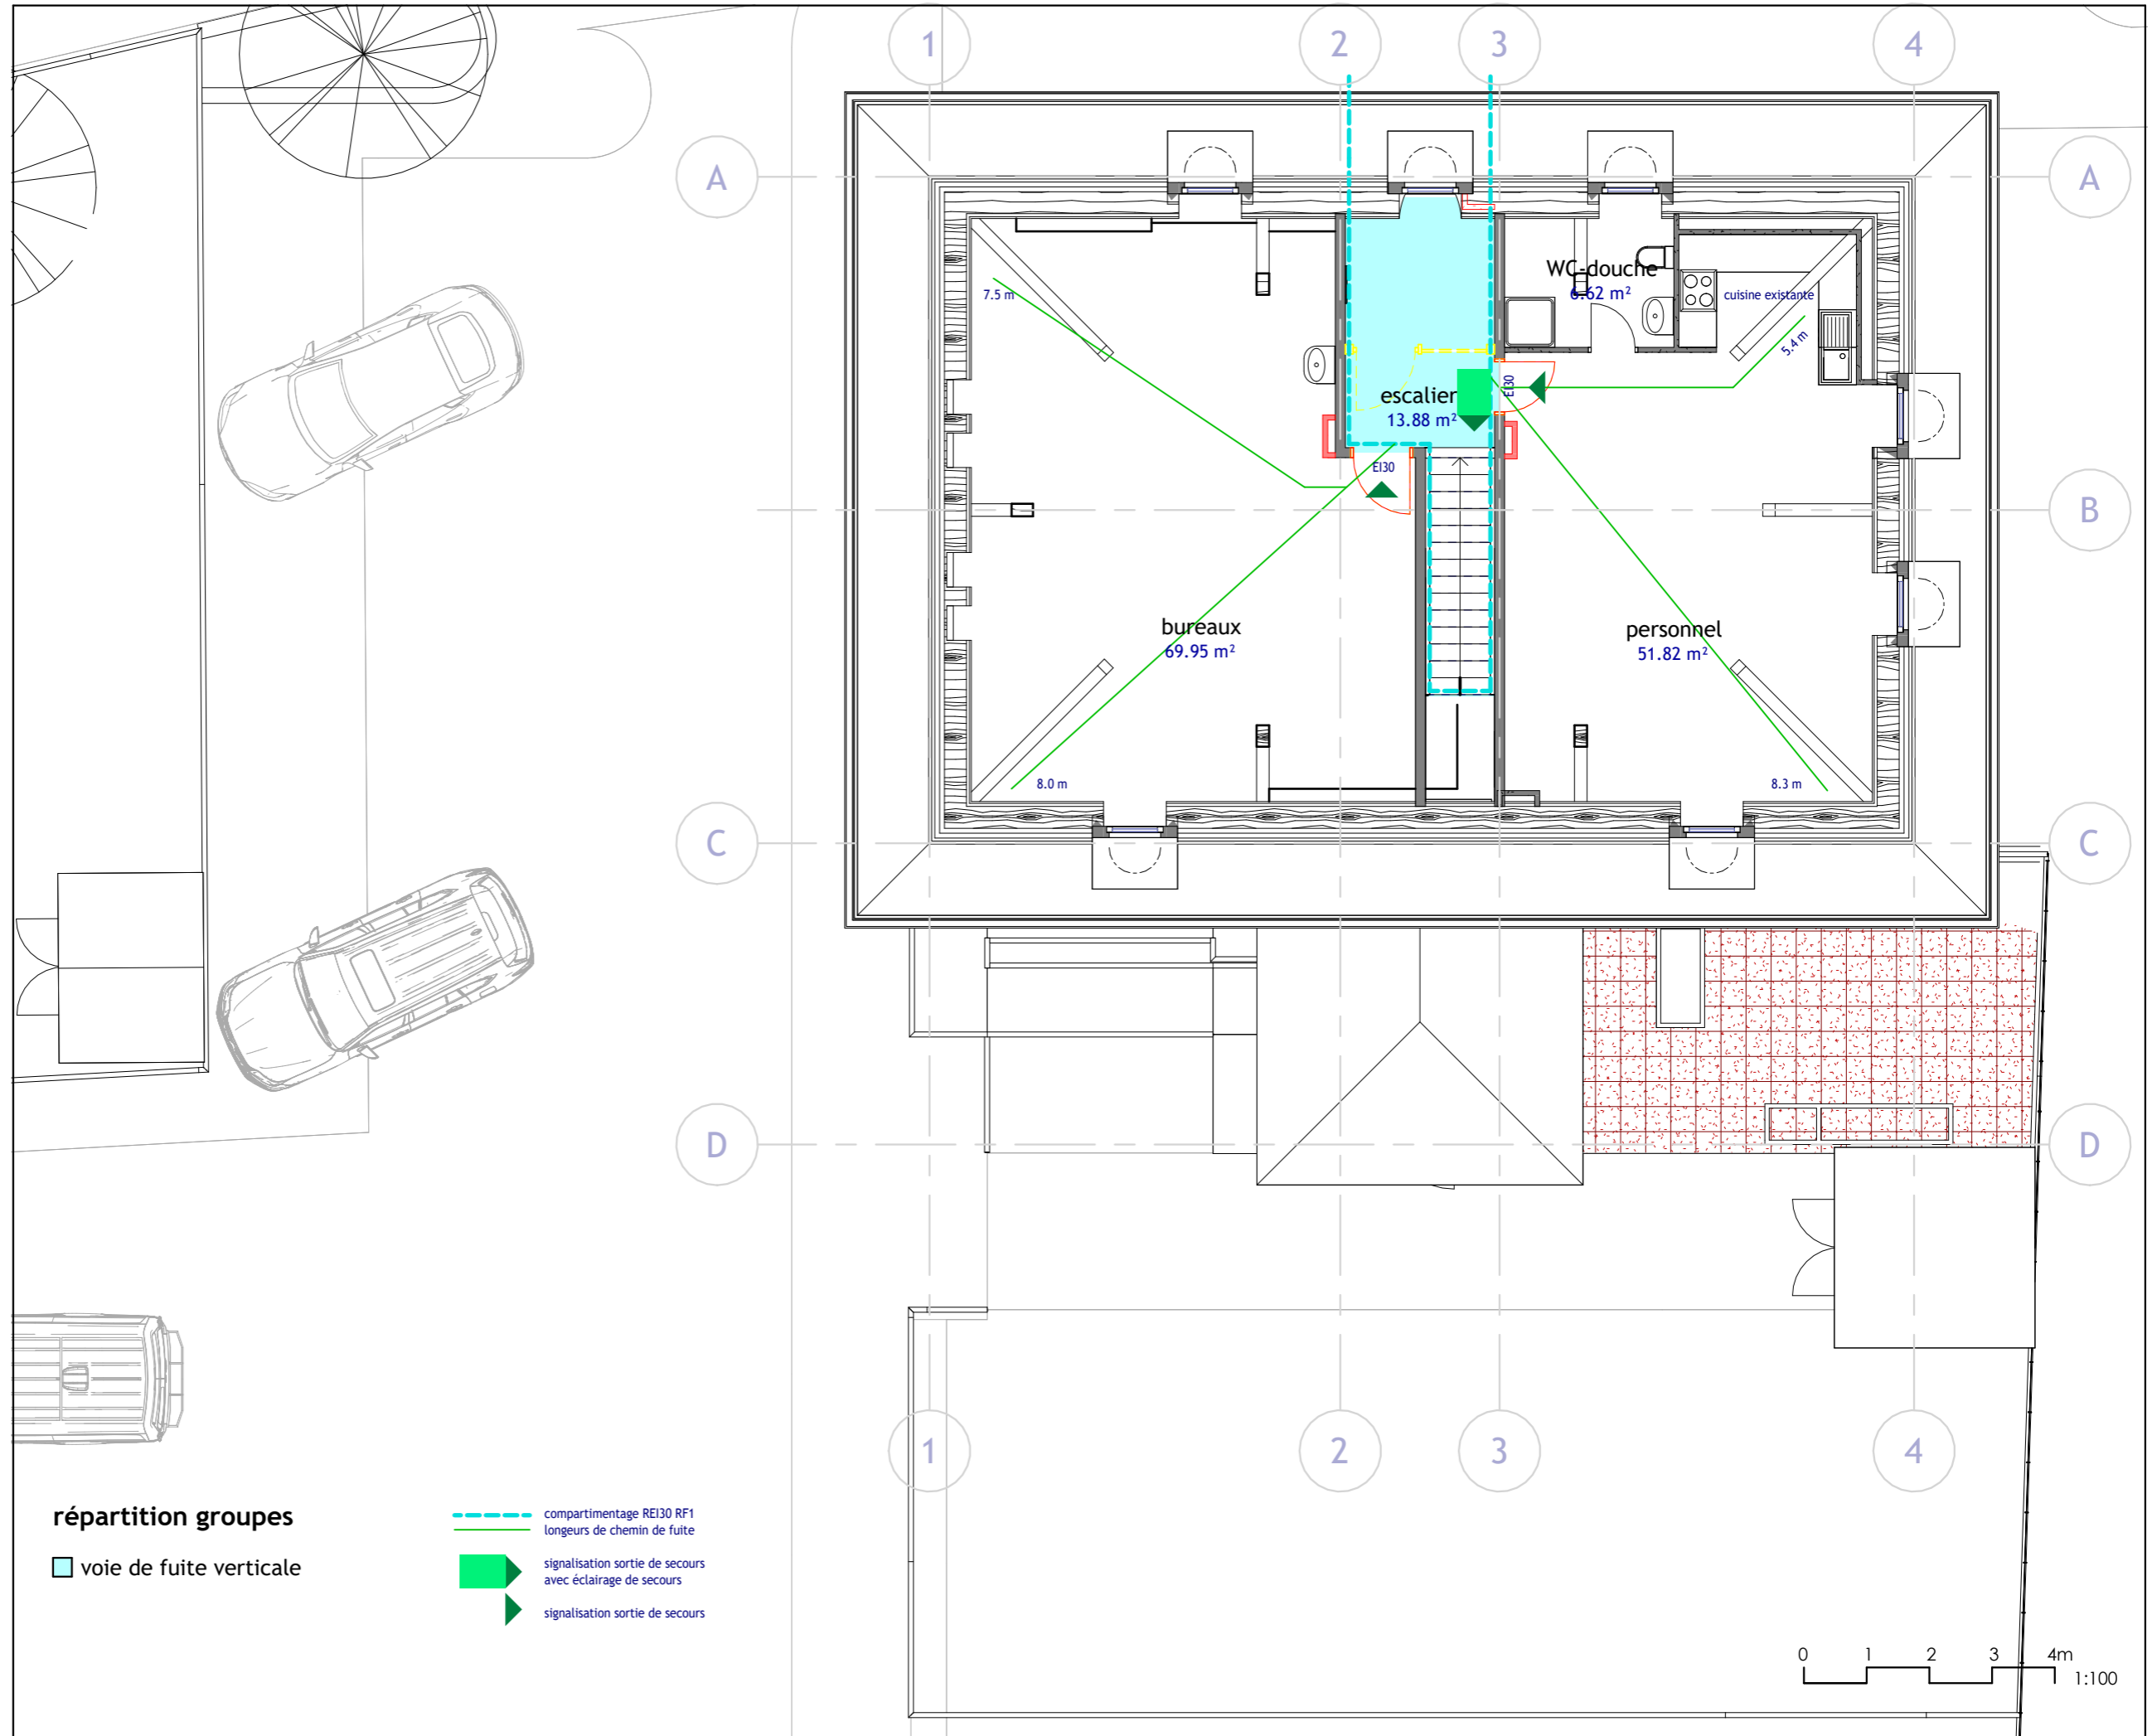 1
2
3
4
A
A
7.5 m
WC-douche
6.62 m²
cuisine existante
5.4 m
EI30
escalier
13.88 m²
EI30
B
bureaux
69.95 m²
personnel
51.82 m²
8.0 m
8.3 m
C
C
D
D
1
2
3
4
répartition groupes
voie de fuite verticale
compartimentage REI30 RF1
longeurs de chemin de fuite
signalisation sortie de secours
avec éclairage de secours
signalisation sortie de secours
0 1 2 3 4m
1:100